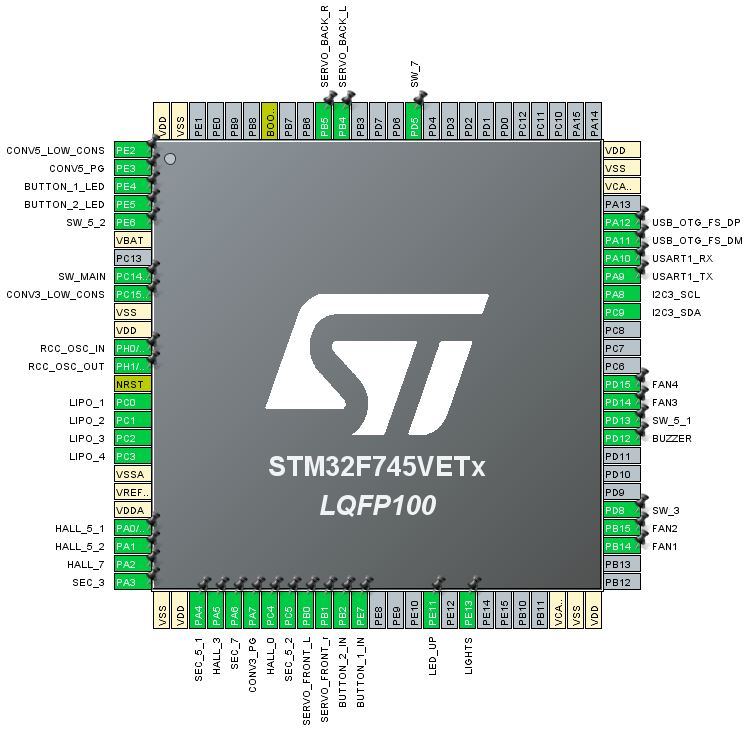 SERVO_BACK_R
SERVO_BACK_L
SW_7
VDD
VSS
PE1
PE0
PB9
PB8
BOO..
PB7
PB6
PB5
PB4
PB3
PD7
PD6
PD5
PD4
PD3
PD2
PD1
PD0
PC12
PC11
PC10
PA15
PA14
CONV5_LOW_CONS PE2
CONV5_PG PE3
BUTTON_1_LED PE4
BUTTON_2_LED PE5
SW_5_2 PE6
VBAT
PC13
SW_MAIN PC14..
CONV3_LOW_CONS PC15..
VSS
VDD
RCC_OSC_IN PH0/..
RCC_OSC_OUT PH1/..
NRST
LIPO_1 PC0
LIPO_2 PC1
LIPO_3 PC2
LIPO_4 PC3
VSSA
VREF..
VDDA
HALL_5_1 PA0/..
HALL_5_2 PA1
HALL_7 PA2
SEC_3 PA3
ST
STM32F745VETx
LQFP100
VDD
VSS
VCA..
PA13
PA12 USB_OTG_FS_DP
PA11 USB_OTG_FS_DM
PA10 USART1_RX
PA9 USART1_TX
PA8 I2C3_SCL
PC9 I2C3_SDA
PC8
PC7
PC6
PD15 FAN4
PD14 FAN3
PD13 SW_5_1
PD12 BUZZER
PD11
PD10
PD9
PD8 SW_3
PB15 FAN2
PB14 FAN1
PB13
PB12
VSS
VDD
PA4
PA5
PA6
PA7
PC4
PC5
PB0
PB1
PB2
PE7
PE8
PE9
PE10
PE11
PE12
PE13
PE14
PE15
PB10
PB11
VCA..
VSS
VDD
SEC_5_1
HALL_3
SEC_7
CONV3_PG
HALL_0
SEC_5_2
SERVO_FRONT_L
SERVO_FRONT_r
BUTTON_2_IN
BUTTON_1_IN
LED_UP
LIGHTS